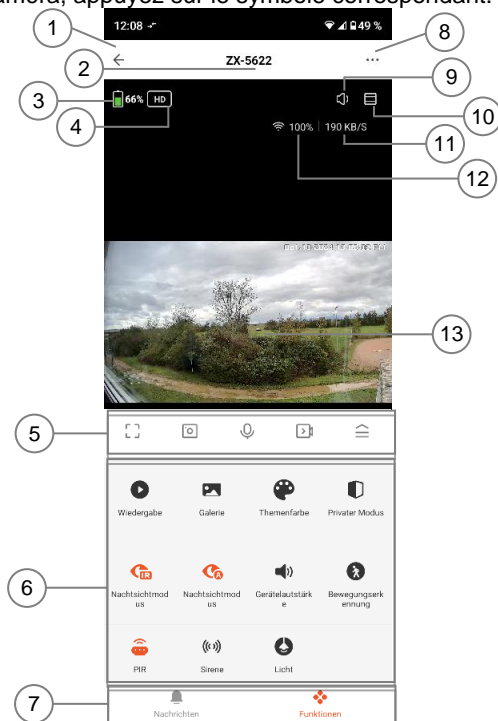 caméra, appuyez sur le symbole correspondant.
12:08
49 %
1
8
ZX-5622
2
9
3
66%
HD
4
10
11
100%
190 KB/S
12
13
5
Wiedergabe
Galerie
Themenfarbe
Privater Modus
6
Nachtsichtmod
us
Nachtsichtmod
us
Gerätelautstärk
e
Bewegungserk
ennung
PIR
Sirene
Licht
7
Nachrichten
Funktionen